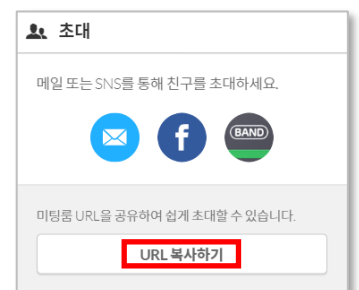 초대
메일 또는 SNS를 통해 친구를 초대하세요.
f BAND
미팅룸 URL을 공유하여 쉽게 초대할 수 있습니다.
URL 복사하기